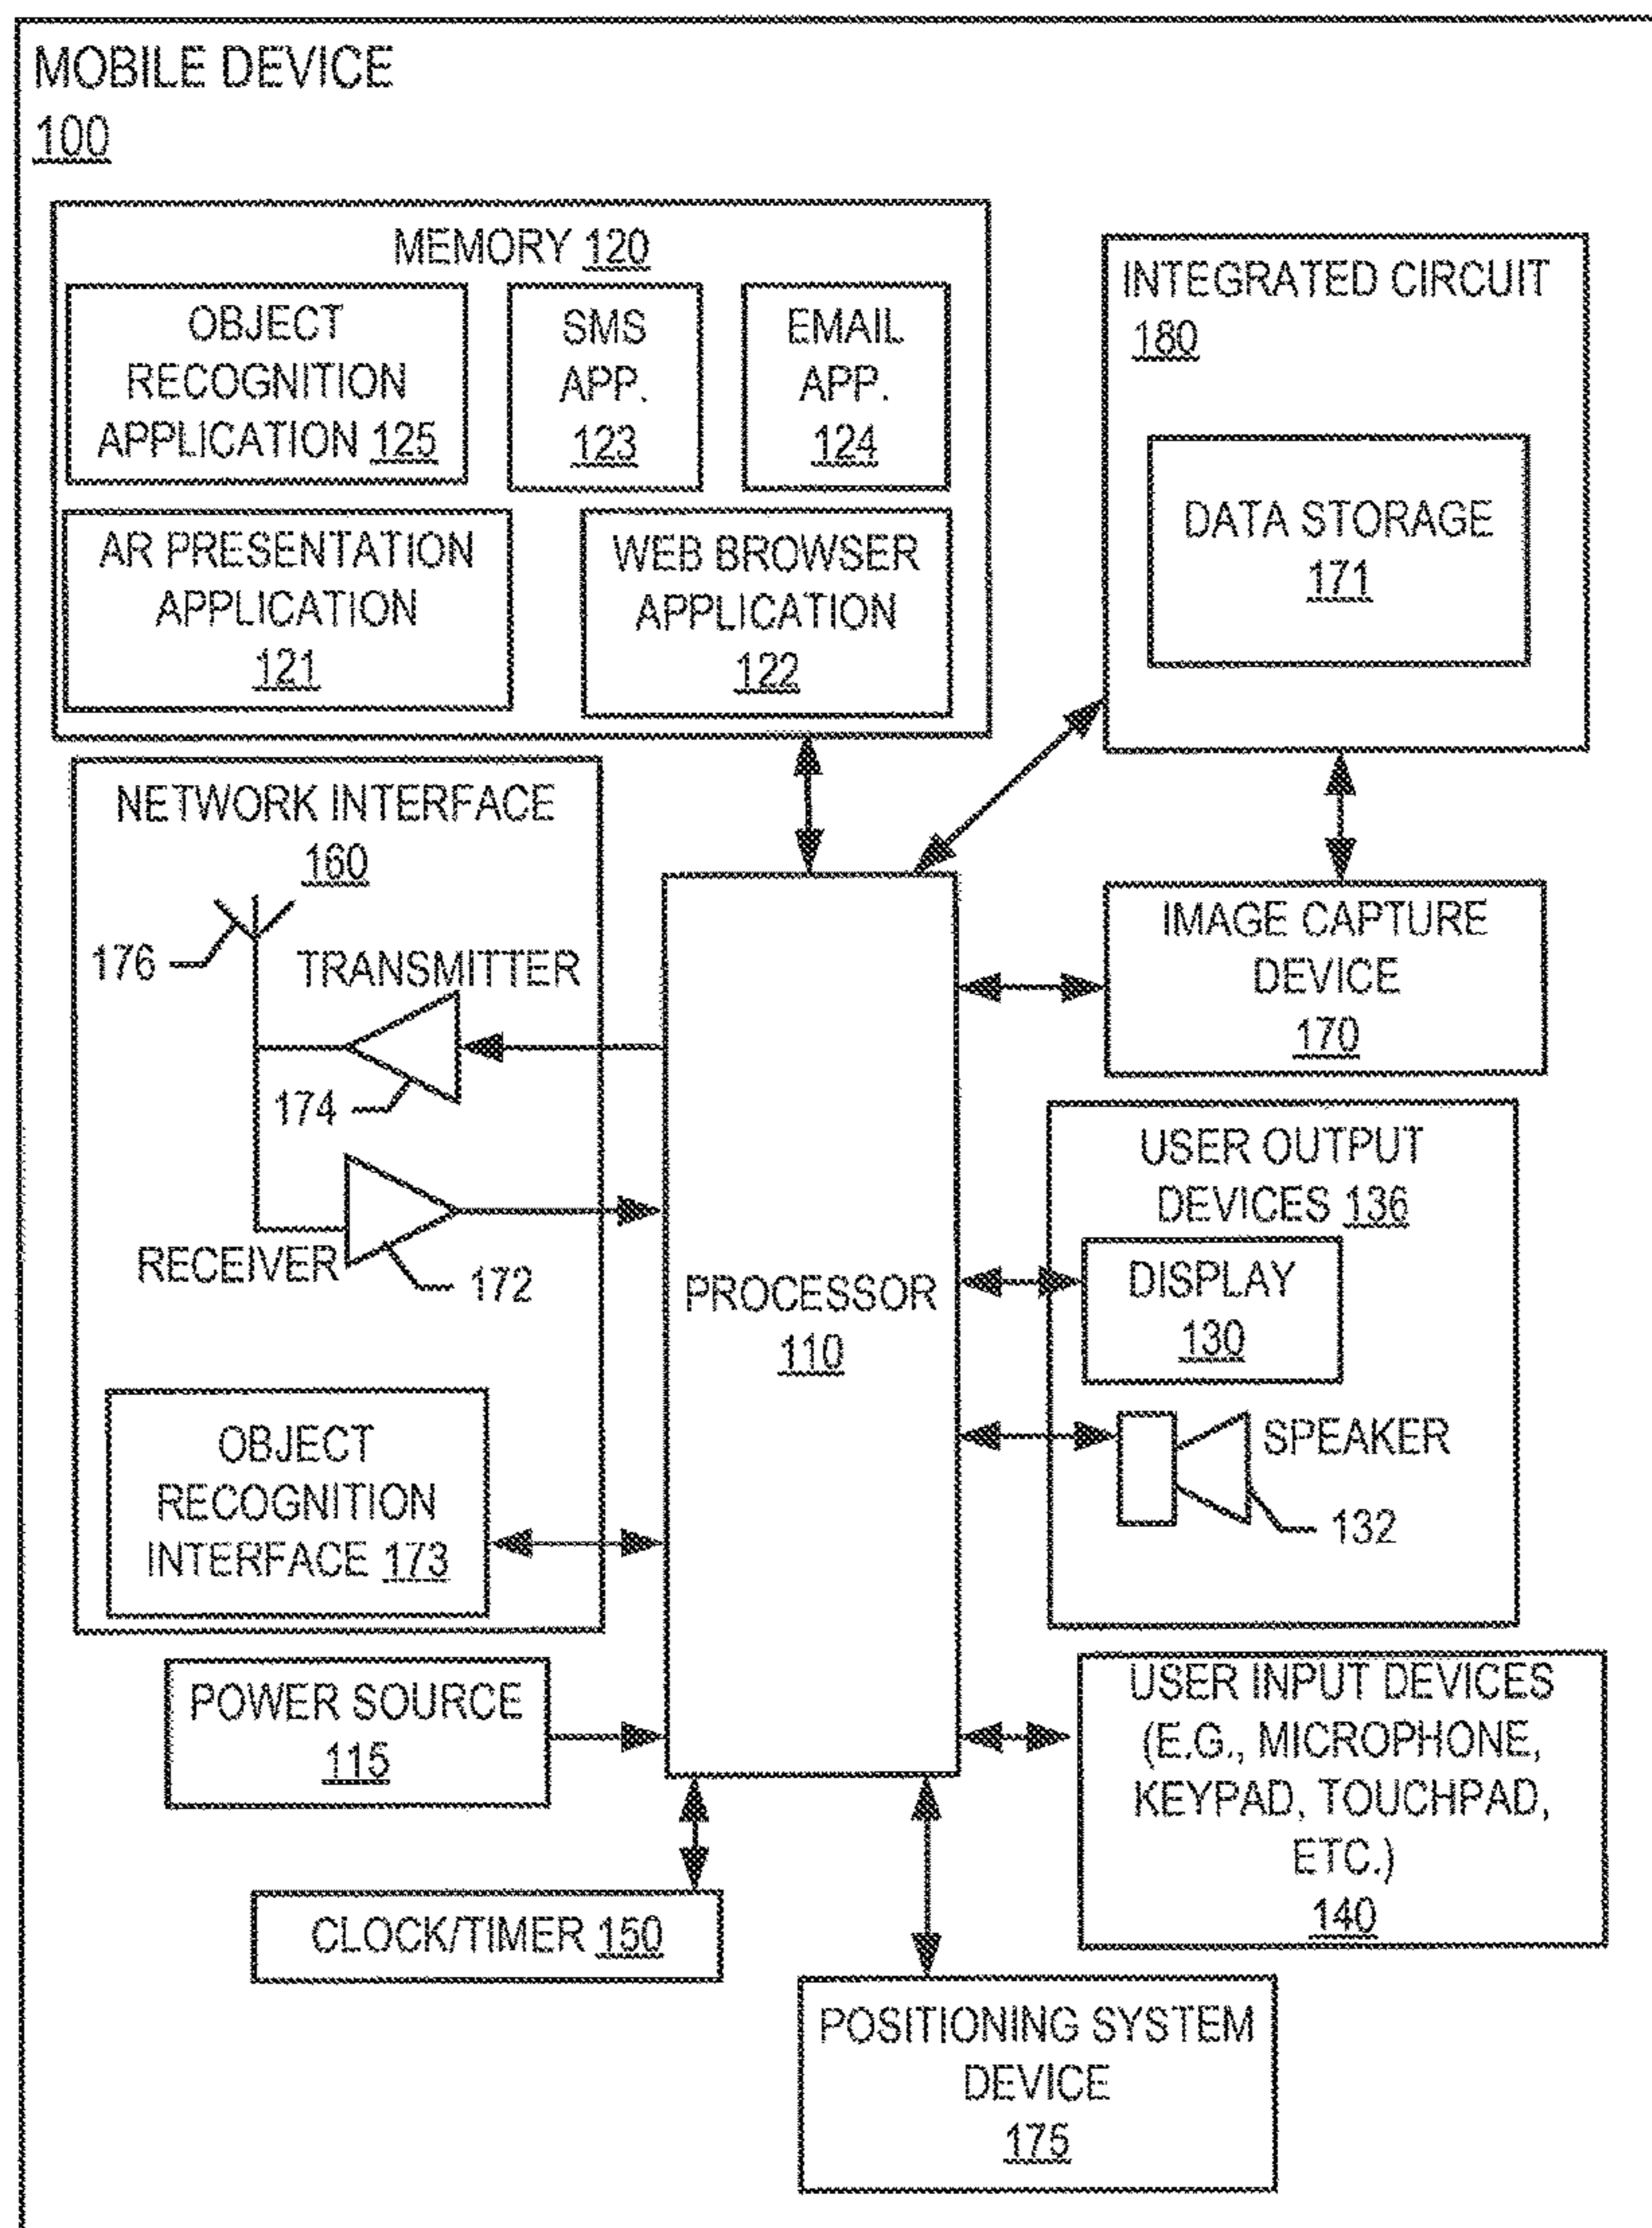 MOBILE DEVICE
100
MEMORY 120
OBJECT
RECOGNITION
APPLICATION 125
SMS
APP.
123
EMAIL
APP.
124
AR PRESENTATION
APPLICATION
121
WEB BROWSER
APPLICATION
122
INTEGRATED CIRCUIT
180
DATA STORAGE
171
NETWORK INTERFACE
160
176
TRANSMITTER
174
RECEIVER
172
OBJECT
RECOGNITION
INTERFACE 173
PROCESSOR
110
IMAGE CAPTURE
DEVICE
170
USER OUTPUT
DEVICES 136
DISPLAY
130
SPEAKER
132
POWER SOURCE
115
USER INPUT DEVICES
(E.G., MICROPHONE,
KEYPAD, TOUCHPAD,
ETC.)
140
CLOCK/TIMER 150
POSITIONING SYSTEM
DEVICE
175